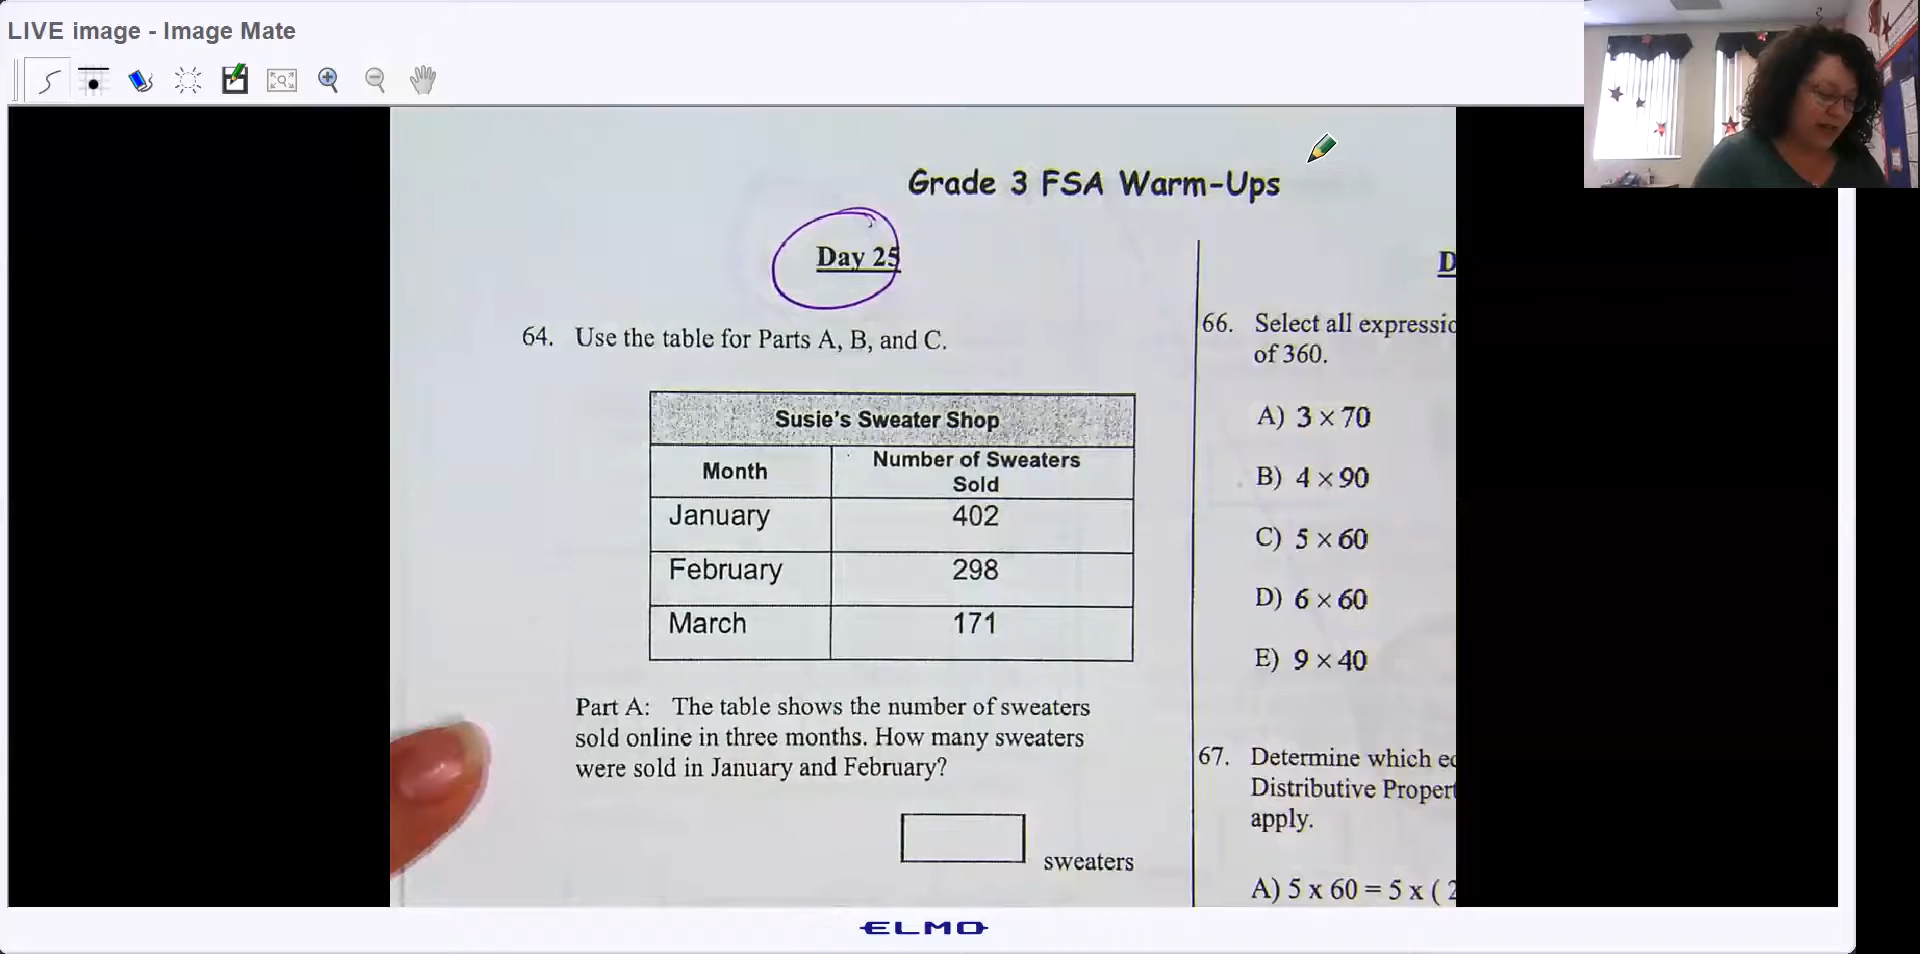 LIVE image - Image Mate
Grade 3 FSA Warm-Ups
Day 25
64. Use the table for Parts A, B, and C.
Susie's Sweater Shop
Month
Number of Sweaters
Sold
January 402
February 298
March 171
Part A: The table shows the number of sweaters
sold online in three months. How many sweaters
were sold in January and February?
sweaters
D
66. Select all expressio
of 360.
A) 3 × 70
B) 4 × 90
C) 5 × 60
D) 6 × 60
E) 9 × 40
67. Determine which
Distributive Propert
apply.
A) 5 x 60 = 5 x ( 2
ELMO